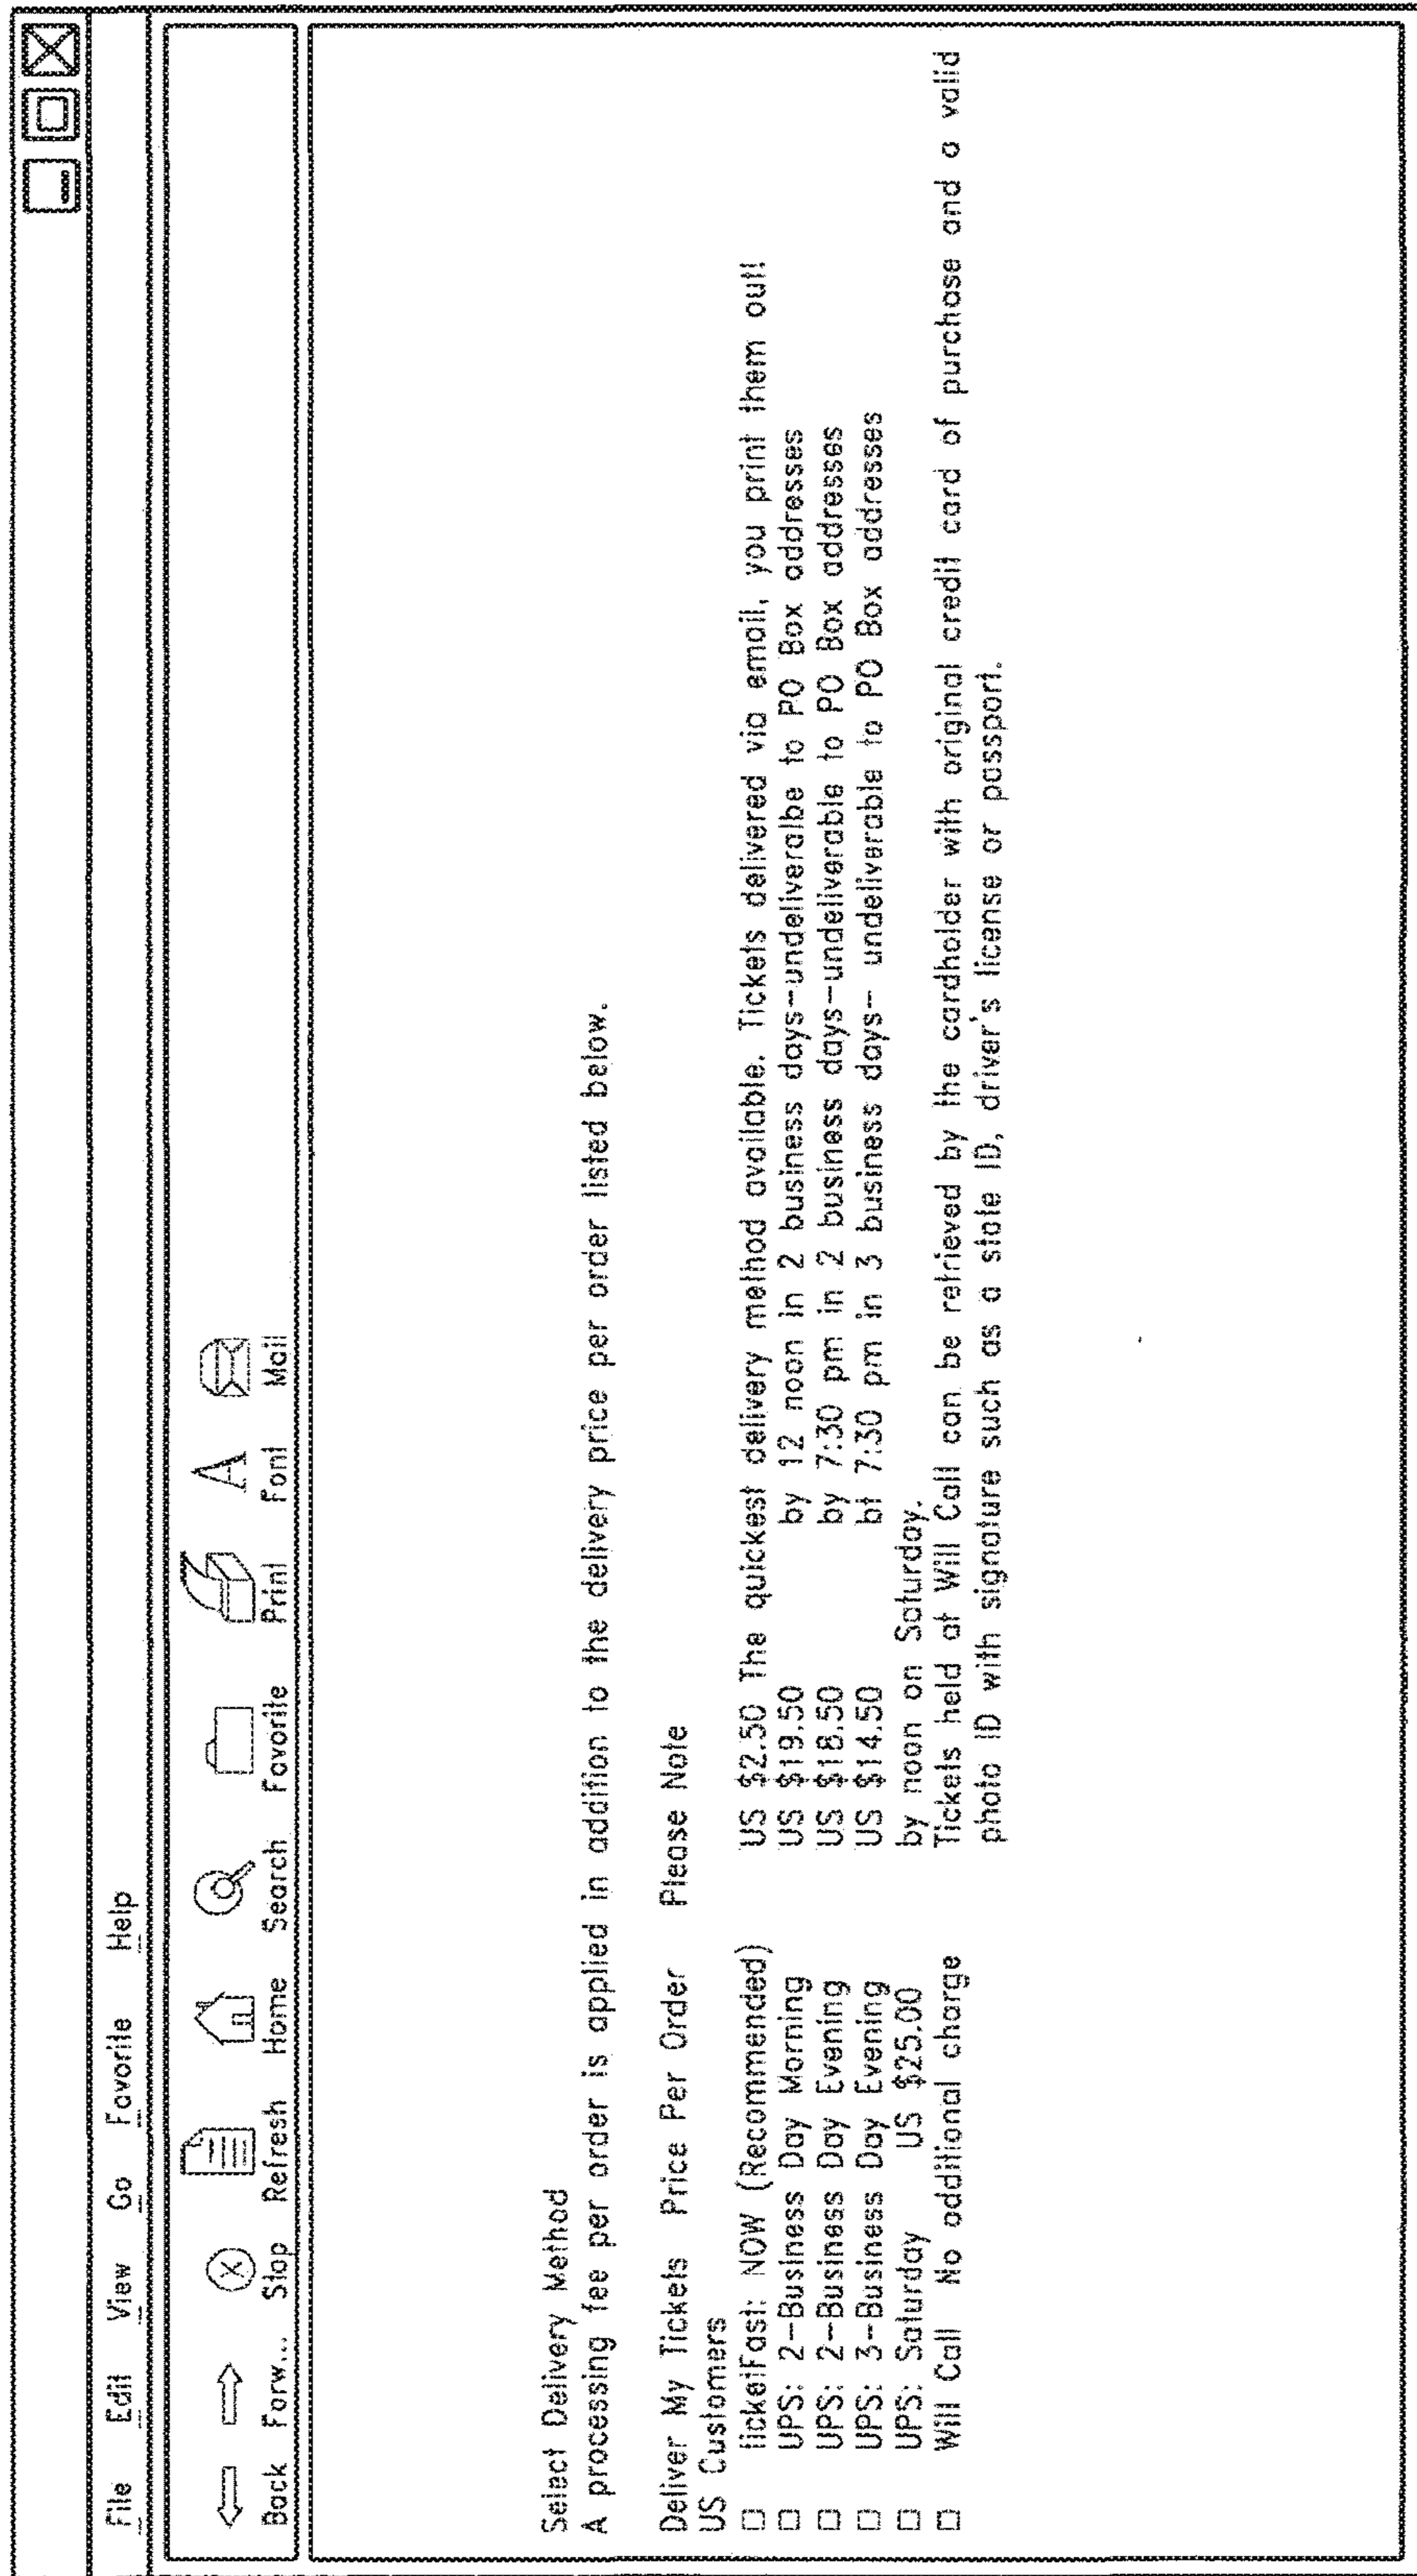 File Edit View Go Favorite Help
Back Forw... Stop Refresh Home Search Favorite Print Font Mail
Select Delivery Method
A processing fee per order is applied in addition to the delivery price per order listed below.
Deliver My Tickets Price Per Order Please Note
US Customers
ticketFast: NOW (Recommended) US $2.50 The quickest delivery method available. Tickets delivered via email, you print them out!
UPS: 2-Business Day Morning US $19.50 by 12 noon in 2 business days-undeliveralbe to PO Box addresses
UPS: 2-Business Day Evening US $18.50 by 7:30 pm in 2 business days-undeliverable to PO Box addresses
UPS: 3-Business Day Evening US $14.50 bt 7:30 pm in 3 business days- undeliverable to PO Box addresses
UPS: Saturday US $25.00 by noon on Saturday.
Will Call No additional charge Tickets held at Will Call can be retrieved by the cardholder with original credit card of purchase and a valid
photo ID with signature such as a state ID, driver's license or passport.